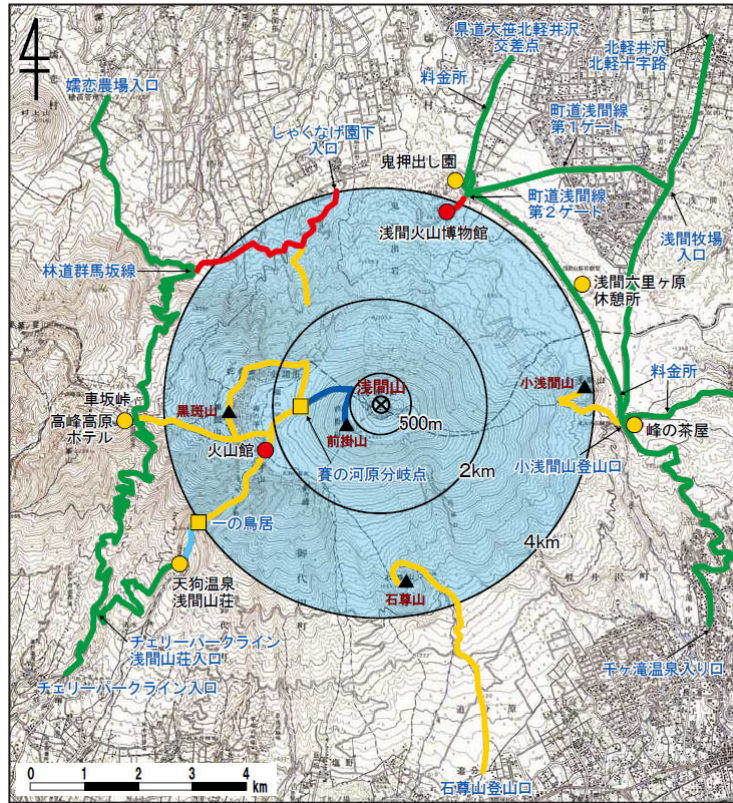 県道大笹北軽井沢
交差点
北軽井沢
北軽十字路
嬬恋農場入口
料金所
しゃくなげ園下
入口
町道浅間線
第1ゲート
鬼押出し園
町道浅間線
第2ゲート
浅間火山博物館
浅間牧場
入口
林道群馬坂線
浅間六里ヶ原
休憩所
車坂峠
高峰高原
ホテル
黒斑山
浅間山
小浅間山
料金所
500m
前掛山
峰の茶屋
火山館
賽の河原分岐点
小浅間山登山口
2km
一の鳥居
4km
天狗温泉
浅間山荘
石尊山
チェリーパークライン
浅間山荘入口
千ヶ滝温泉入り口
チェリーパークライン入口
0 1 2 3 4
km
石尊山登山口